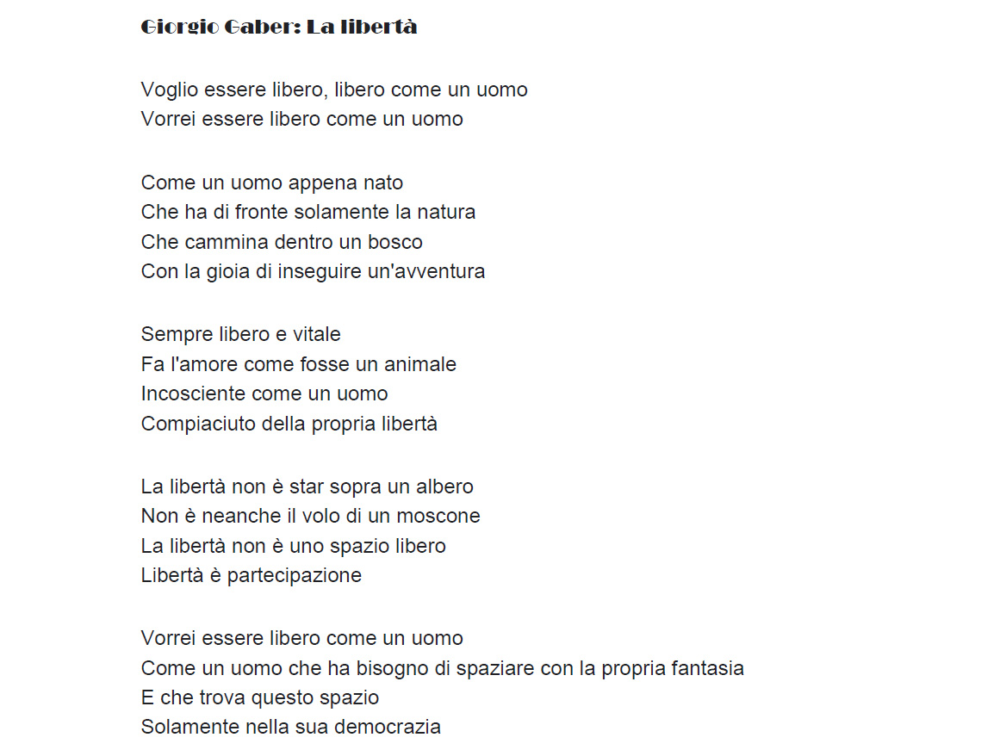 Giorgio Gaber: La libertà
Voglio essere libero, libero come un uomo
Vorrei essere libero come un uomo
Come un uomo appena nato
Che ha di fronte solamente la natura
Che cammina dentro un bosco
Con la gioia di inseguire un'avventura
Sempre libero e vitale
Fa l'amore come fosse un animale
Incosciente come un uomo
Compiaciuto della propria libertà
La libertà non è star sopra un albero
Non è neanche il volo di un moscone
La libertà non è uno spazio libero
Libertà è partecipazione
Vorrei essere libero come un uomo
Come un uomo che ha bisogno di spaziare con la propria fantasia
E che trova questo spazio
Solamente nella sua democrazia